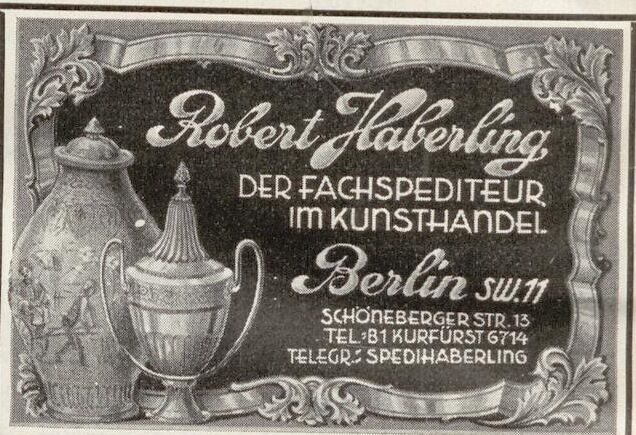 Robert Haberling,
DER FACHSPEDITEUR
IM KUNSTHANDEL
Berlin SW.11
SCHÖNEBERGER STR. 13
TEL.: B1 KURFÜRST 6714
TELEGR.: SPEDIHABERLING